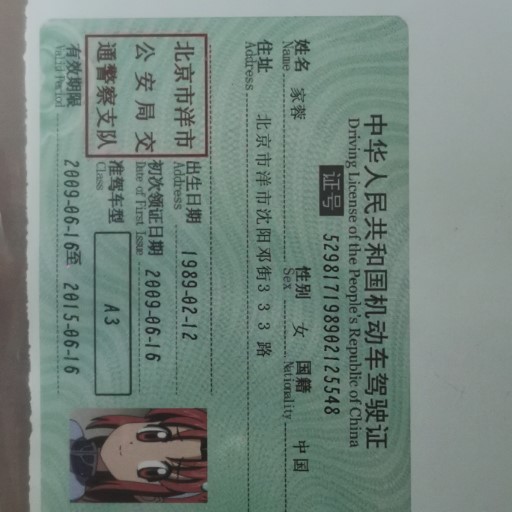 中华人民共和国机动车驾驶证
Driving License of the People's Republic of China
证号 529817198902125548
姓名 家蓉 性别 女 国籍 中国
Name Sex Nationality
住址 北京市洋市沈阳邓街333路
Address
北京市洋市
公安局交
通警察支队
出生日期 1989-02-12
Address
初次领证日期 2009-06-16
Date of First Issue
准驾车型 A3
Class
有效期限 2009-06-16至 2015-06-16
Valid Period